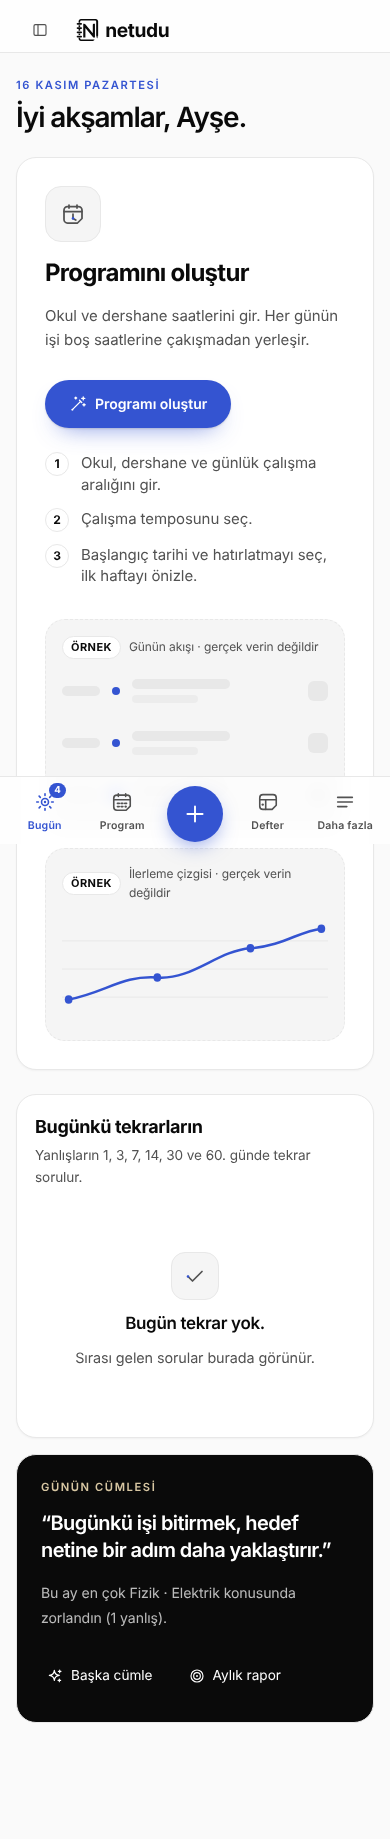 netudu
16 KASIM PAZARTESİ
İyi akşamlar, Ayşe.
Programını oluştur
Okul ve dershane saatlerini gir. Her günün
işi boş saatlerine çakışmadan yerleşir.
Programı oluştur
1 Okul, dershane ve günlük çalışma
aralığını gir.
2 Çalışma temposunu seç.
3 Başlangıç tarihi ve hatırlatmayı seç,
ilk haftayı önizle.
ÖRNEK Günün akışı · gerçek verin değildir
4
Bugün Program Defter Daha fazla
ÖRNEK İlerleme çizgisi · gerçek verin
değildir
Bugünkü tekrarların
Yanlışların 1, 3, 7, 14, 30 ve 60. günde tekrar
sorulur.
Bugün tekrar yok.
Sırası gelen sorular burada görünür.
GÜNÜN CÜMLESİ
“Bugünkü işi bitirmek, hedef
netine bir adım daha yaklaştırır.”
Bu ay en çok Fizik · Elektrik konusunda
zorlandın (1 yanlış).
Başka cümle Aylık rapor